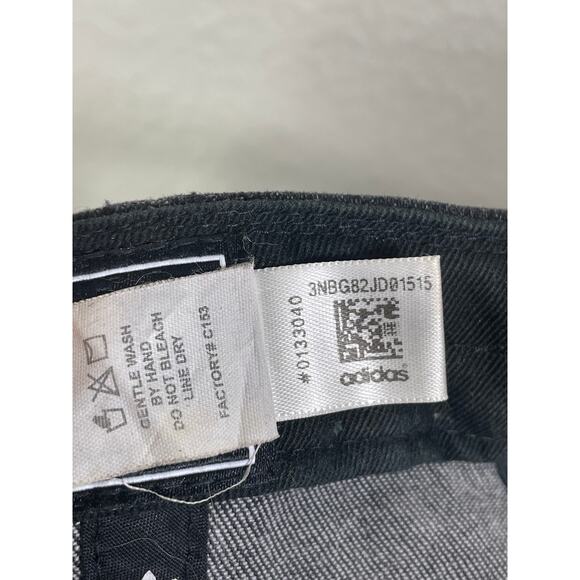 GENTLE WASH
BY HAND
DO NOT BLEACH
LINE DRY
FACTORY# C153
#0133040
3NBG82JD01515
adidas